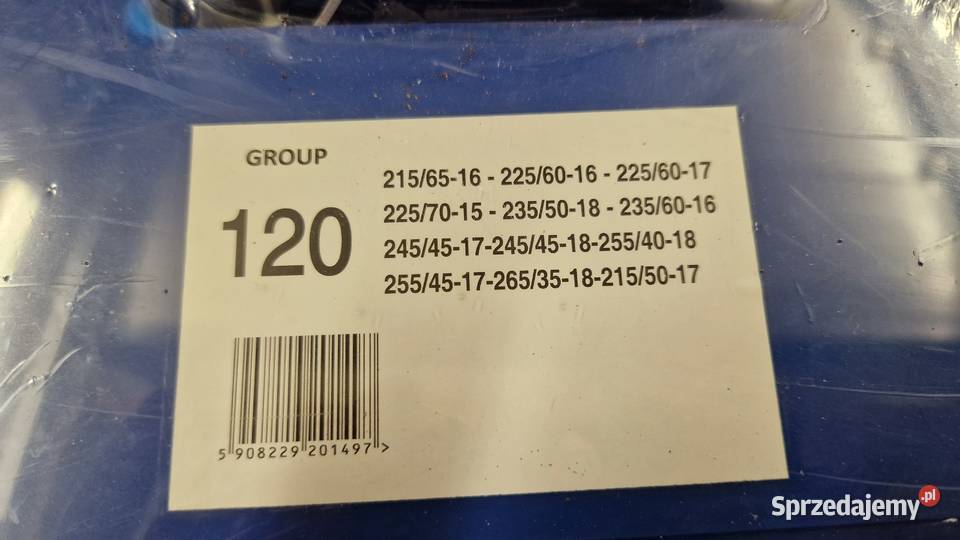 GROUP
120
215/65-16 - 225/60-16 - 225/60-17
225/70-15 - 235/50-18 - 235/60-16
245/45-17-245/45-18-255/40-18
255/45-17-265/35-18-215/50-17
5 908229 201497 >
Sprzedajemy.pl